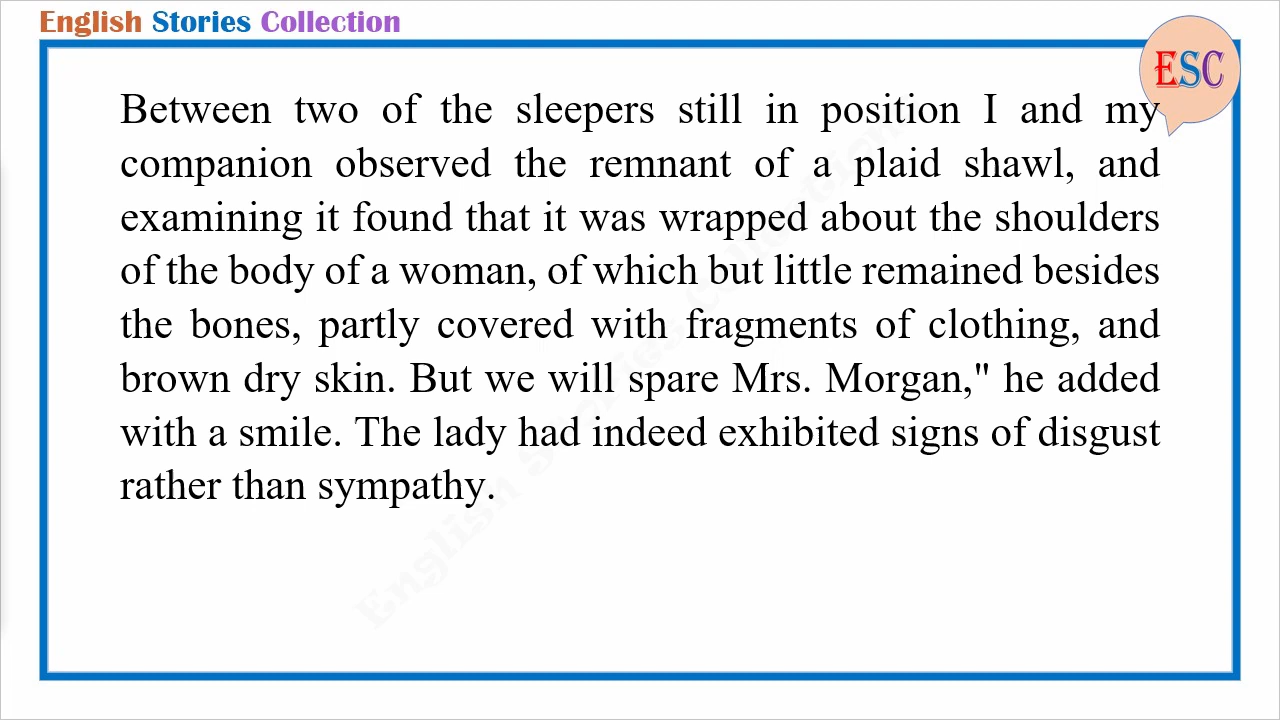 English Stories Collection
ESC
Between two of the sleepers still in position I and my
companion observed the remnant of a plaid shawl, and
examining it found that it was wrapped about the shoulders
of the body of a woman, of which but little remained besides
the bones, partly covered with fragments of clothing, and
brown dry skin. But we will spare Mrs. Morgan," he added
with a smile. The lady had indeed exhibited signs of disgust
rather than sympathy.
English Stories Collection